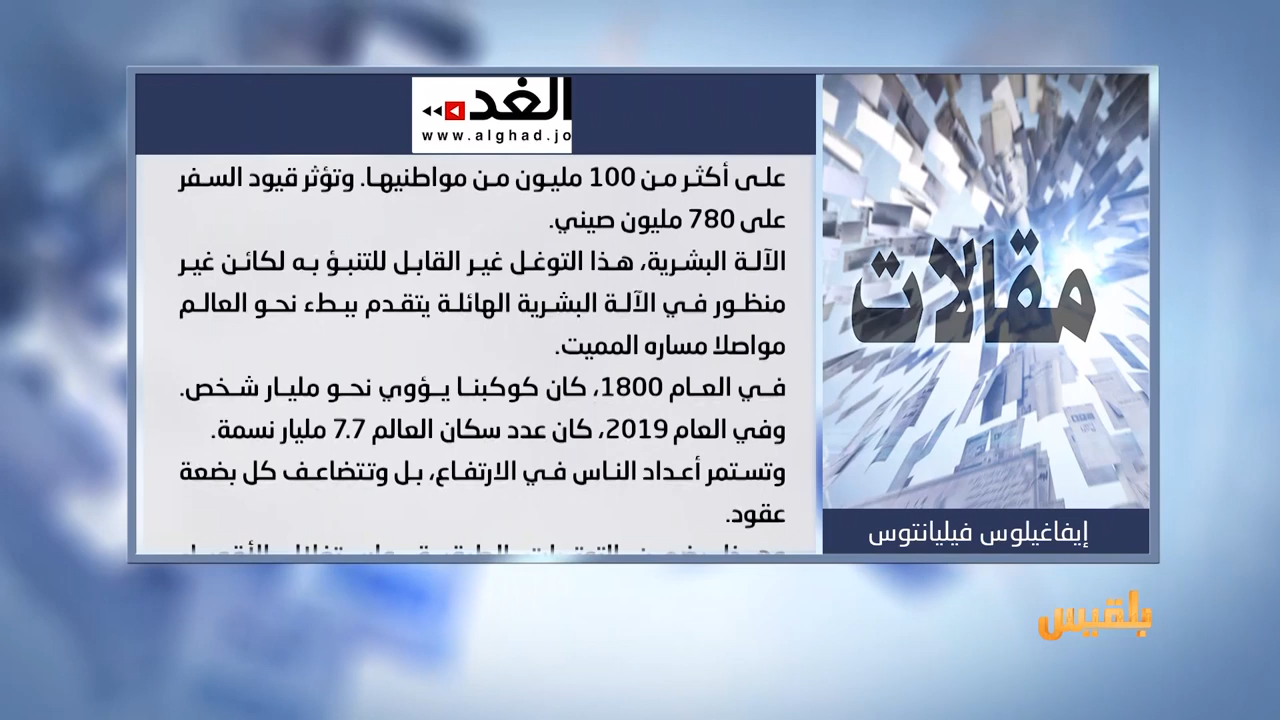 الغد
www.alghad.jo
على أكثر من 100 مليون من مواطنيها. وتؤثر قيود السفر
على 780 مليون صيني.
الآلة البشرية، هذا التوغل غير القابل للتنبؤ به لكائن غير
منظور في الآلة البشرية الهائلة يتقدم ببطء نحو العالم
مواصلا مساره المميت.
في العام 1800، كان كوكبنا يؤوي نحو مليار شخص.
وفي العام 2019، كان عدد سكان العالم 7.7 مليار نسمة.
وتستمر أعداد الناس في الارتفاع، بل وتتضاعف كل بضعة
عقود.
مقالات
إيفاغيلوس فيليانتوس
بلقيس